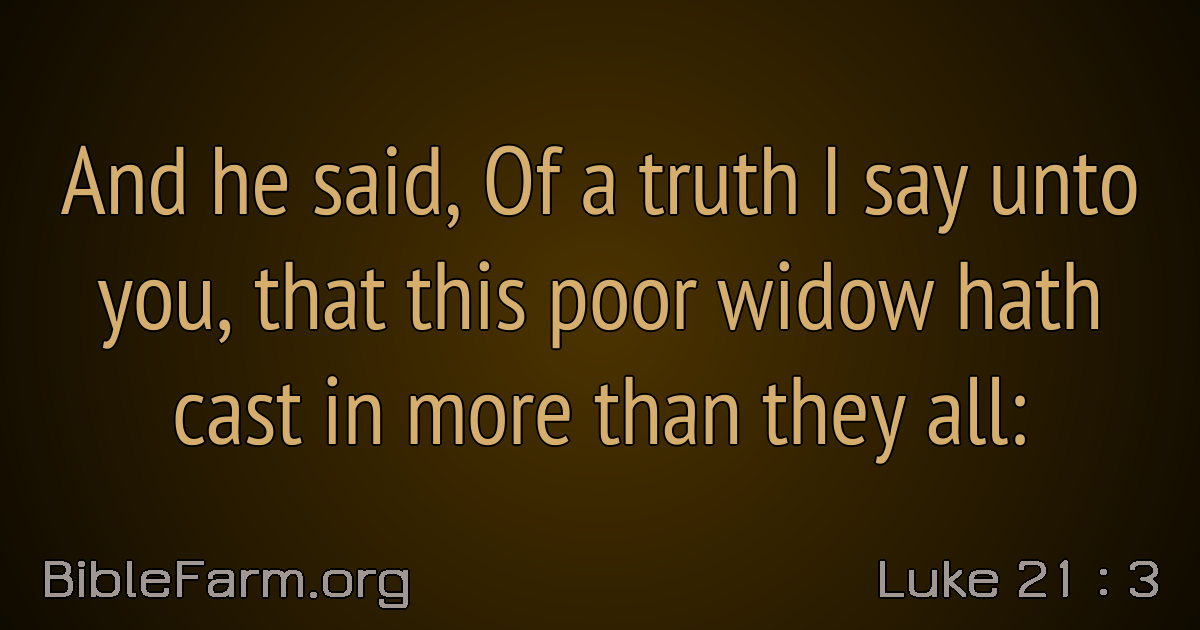 And he said, Of a truth I say unto
you, that this poor widow hath
cast in more than they all:
BibleFarm.org
Luke 21 : 3